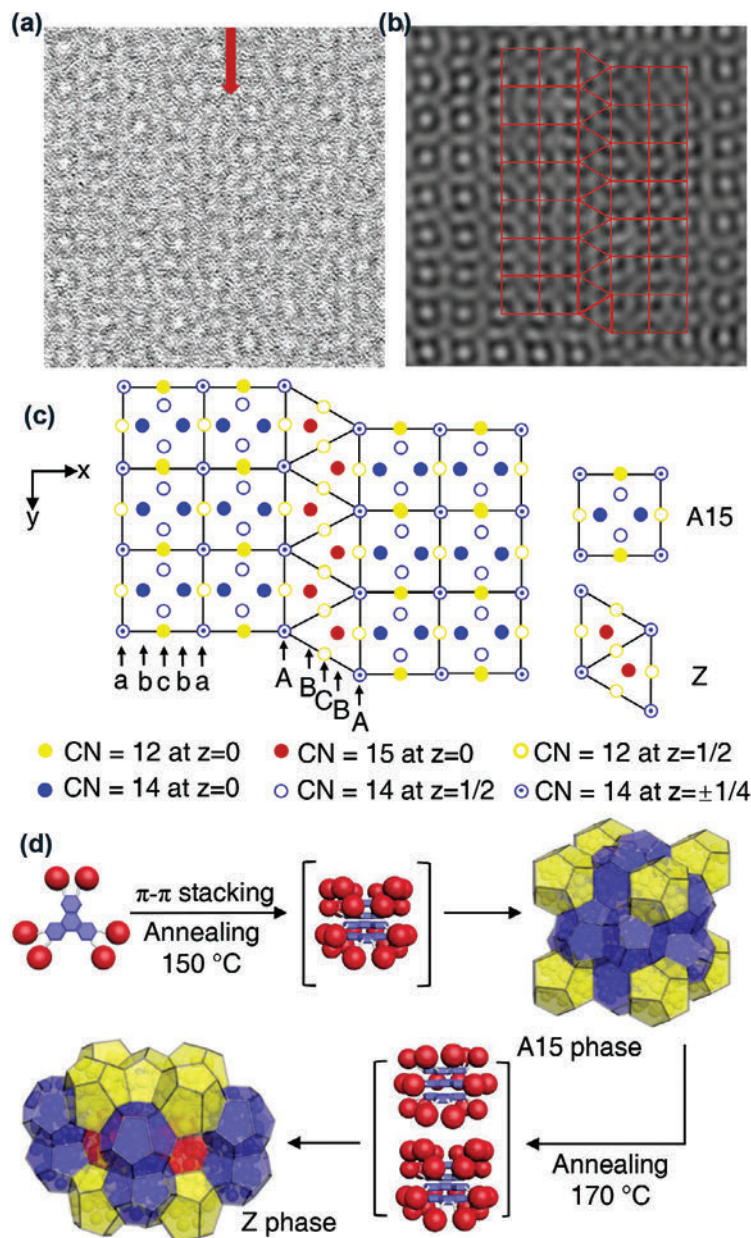 (a)
(b)
(c)
x
y
A15
Z
a b c b a
A B C B A
CN = 12 at z=0
CN = 15 at z=0
CN = 12 at z=1/2
CN = 14 at z=0
CN = 14 at z=1/2
CN = 14 at z=±1/4
(d)
π-π stacking
Annealing
150 °C
A15 phase
Annealing
170 °C
Z phase